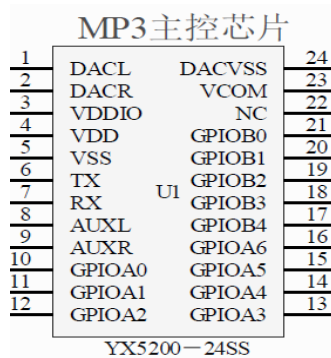 MP3主控芯片
1 DACL DACVSS 24
2 DACR VCOM 23
3 VDDIO NC 22
4 VDD GPIOB0 21
5 VSS GPIOB1 20
6 TX GPIOB2 19
7 RX U1 GPIOB3 18
8 AUXL GPIOB4 17
9 AUXR GPIOA6 16
10 GPIOA0 GPIOA5 15
11 GPIOA1 GPIOA4 14
12 GPIOA2 GPIOA3 13
YX5200－24SS